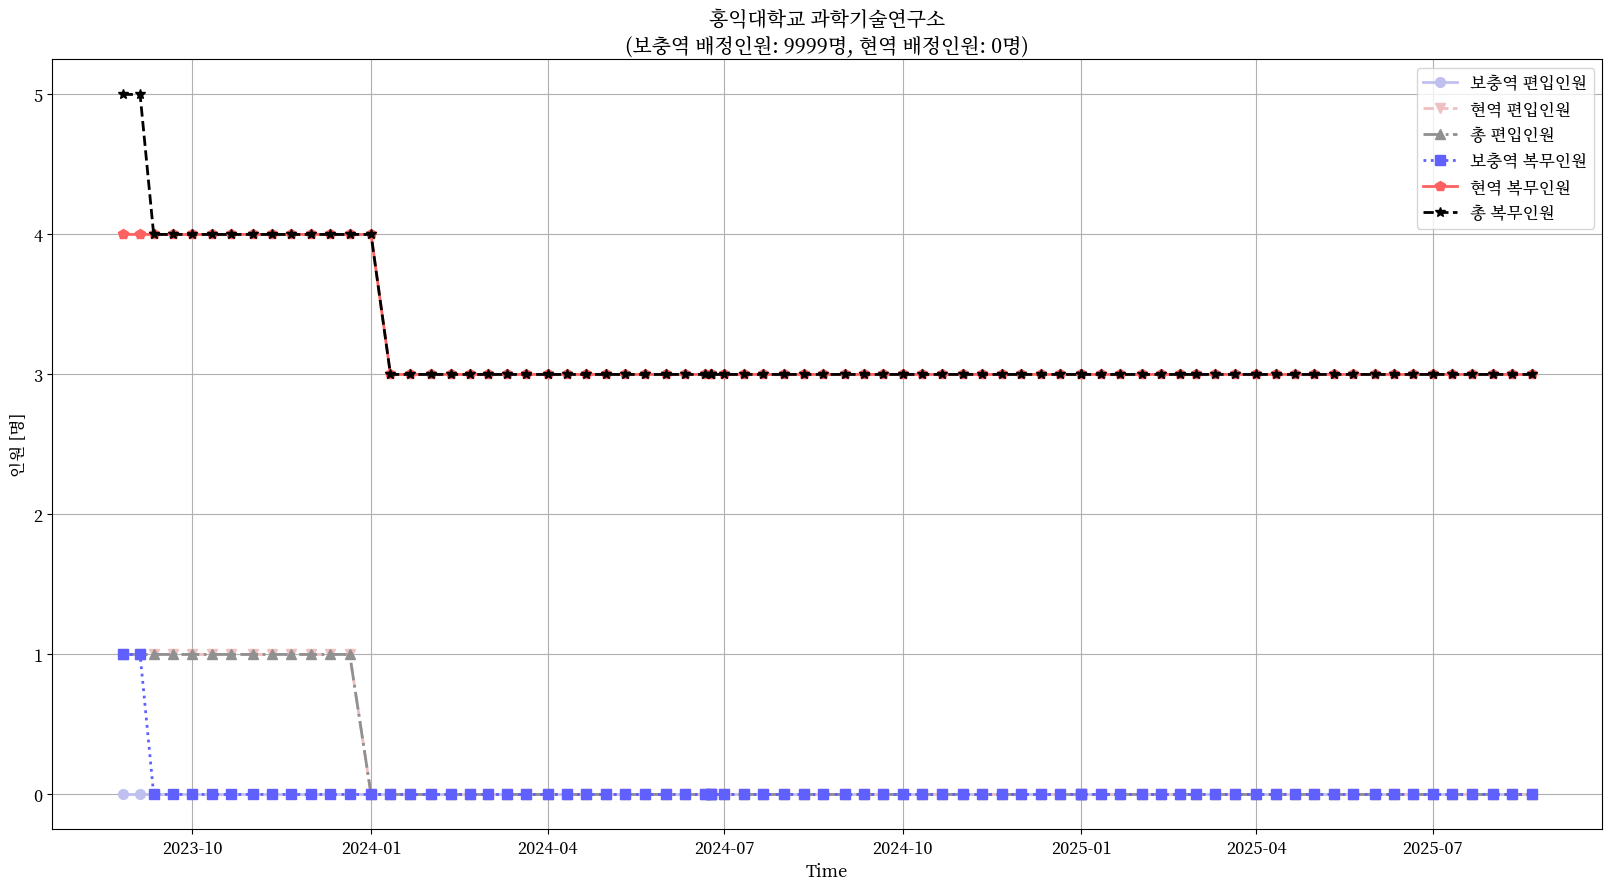 홍익대학교 과학기술연구소
(보충역 배정인원: 9999명, 현역 배정인원: 0명)
보충역 편입인원
현역 편입인원
총 편입인원
보충역 복무인원
현역 복무인원
총 복무인원
인원 [명]
5
4
3
2
1
0
2023-10
2024-01
2024-04
2024-07
2024-10
2025-01
2025-04
2025-07
Time